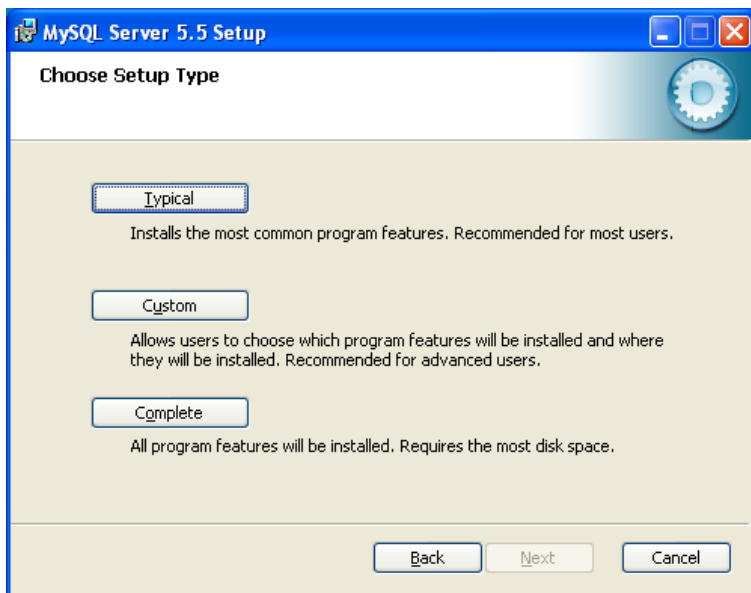 MySQL Server 5.5 Setup
Choose Setup Type
Typical
Installs the most common program features. Recommended for most users.
Custom
Allows users to choose which program features will be installed and where
they will be installed. Recommended for advanced users.
Complete
All program features will be installed. Requires the most disk space.
Back Next Cancel